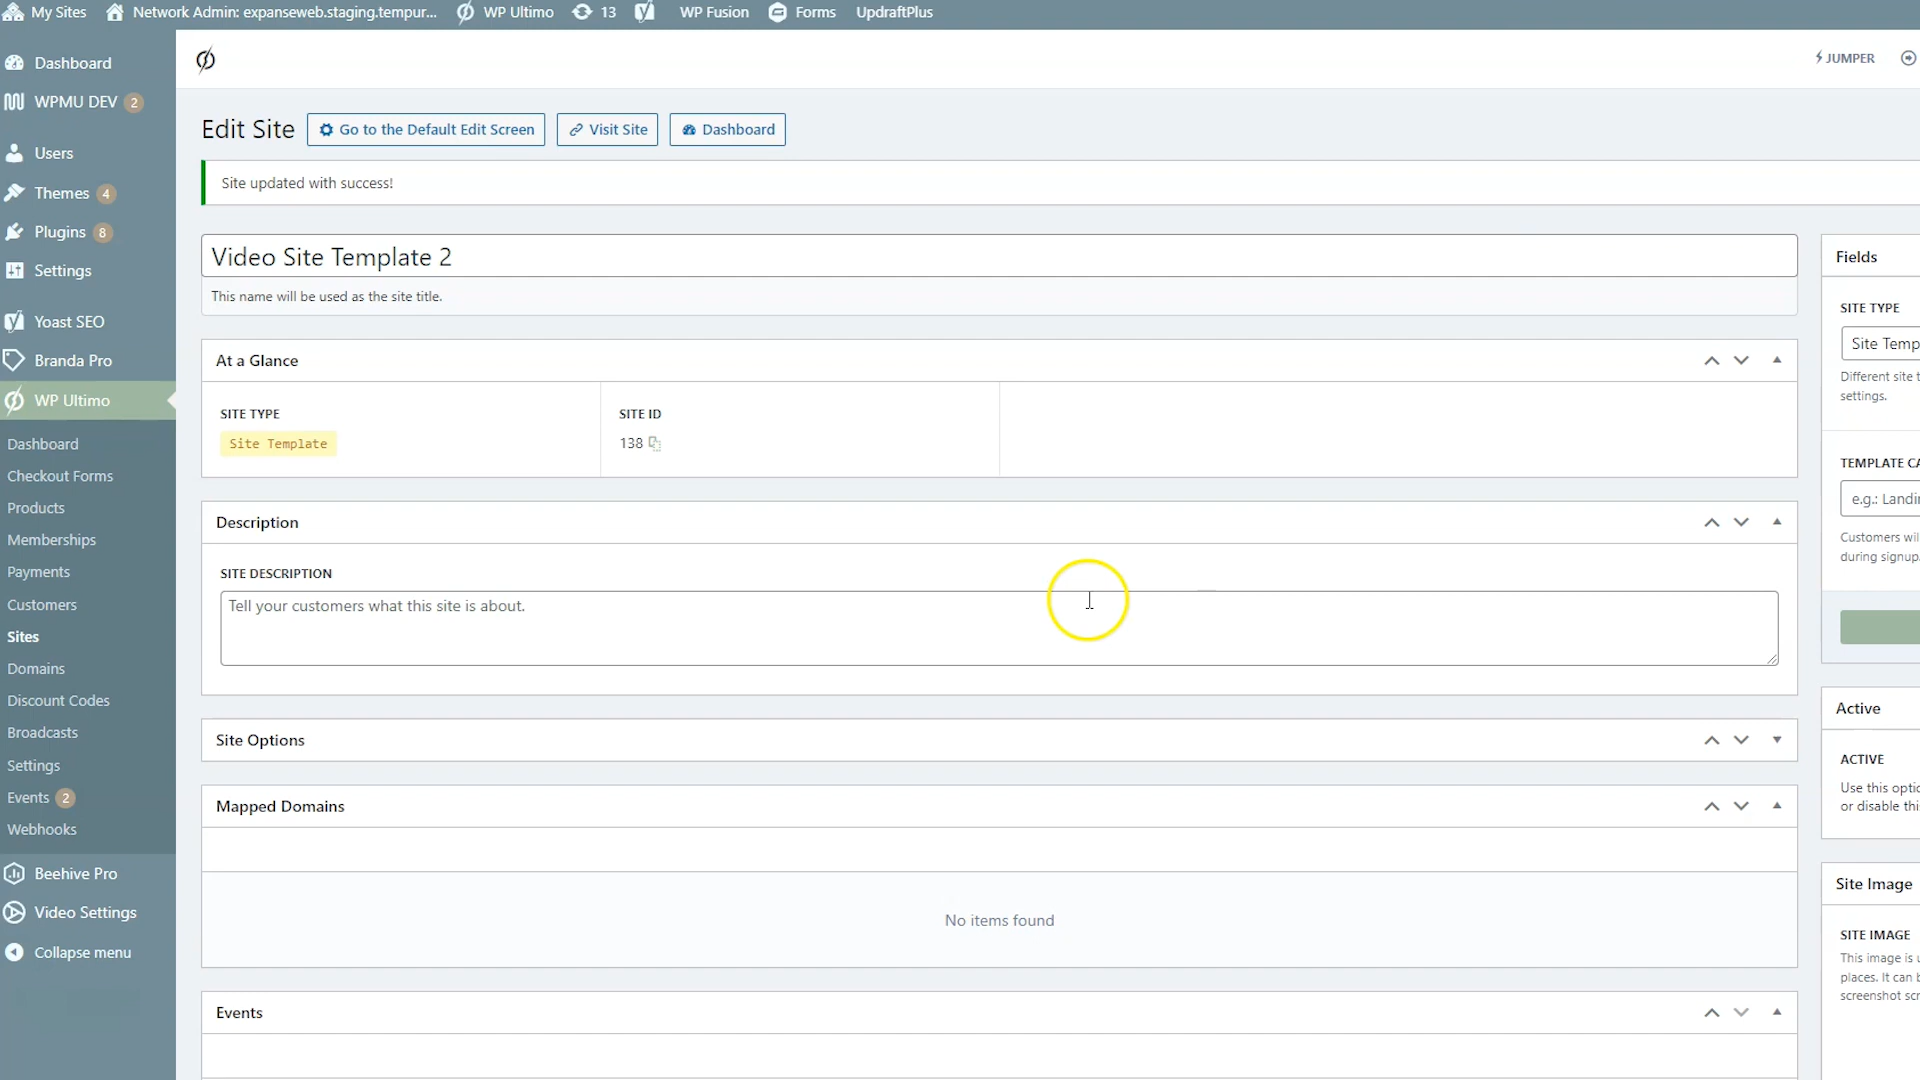 My Sites
Network Admin: expanseweb.staging.tempur...
WP Ultimo
13
WP Fusion
Forms
UpdraftPlus
Dashboard
WPMU DEV 2
Users
Themes 4
Plugins 8
Settings
Yoast SEO
Branda Pro
WP Ultimo
Dashboard
Checkout Forms
Products
Memberships
Payments
Customers
Sites
Domains
Discount Codes
Broadcasts
Settings
Events 2
Webhooks
Beehive Pro
Video Settings
Collapse menu
JUMPER
Edit Site
Go to the Default Edit Screen
Visit Site
Dashboard
Site updated with success!
Video Site Template 2
This name will be used as the site title.
At a Glance
SITE TYPE
Site Template
SITE ID
138
Description
SITE DESCRIPTION
Tell your customers what this site is about.
Site Options
Mapped Domains
No items found
Events
Fields
SITE TYPE
Site Temp
Different site t
settings.
TEMPLATE CA
e.g.: Landin
Customers wil
during signup.
Active
ACTIVE
Use this optio
or disable this
Site Image
SITE IMAGE
This image is u
places. It can b
screenshot scr